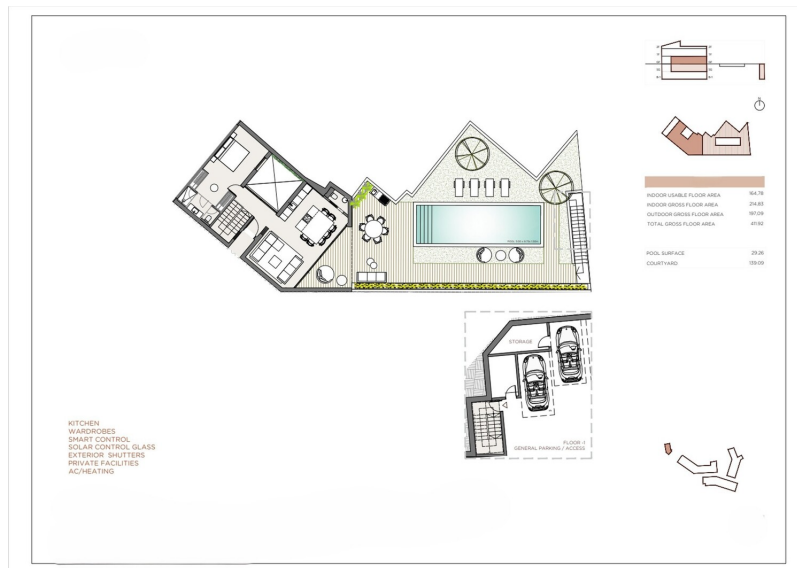 N
INDOOR USABLE FLOOR AREA 164,78
INDOOR GROSS FLOOR AREA 214,83
OUTDOOR GROSS FLOOR AREA 197,09
TOTAL GROSS FLOOR AREA 411.92
POOL SURFACE 29.26
COURTYARD 139.09
STORAGE
FLOOR -1
GENERAL PARKING / ACCESS
KITCHEN
WARDROBES
SMART CONTROL
SOLAR CONTROL GLASS
EXTERIOR SHUTTERS
PRIVATE FACILITIES
AC/HEATING